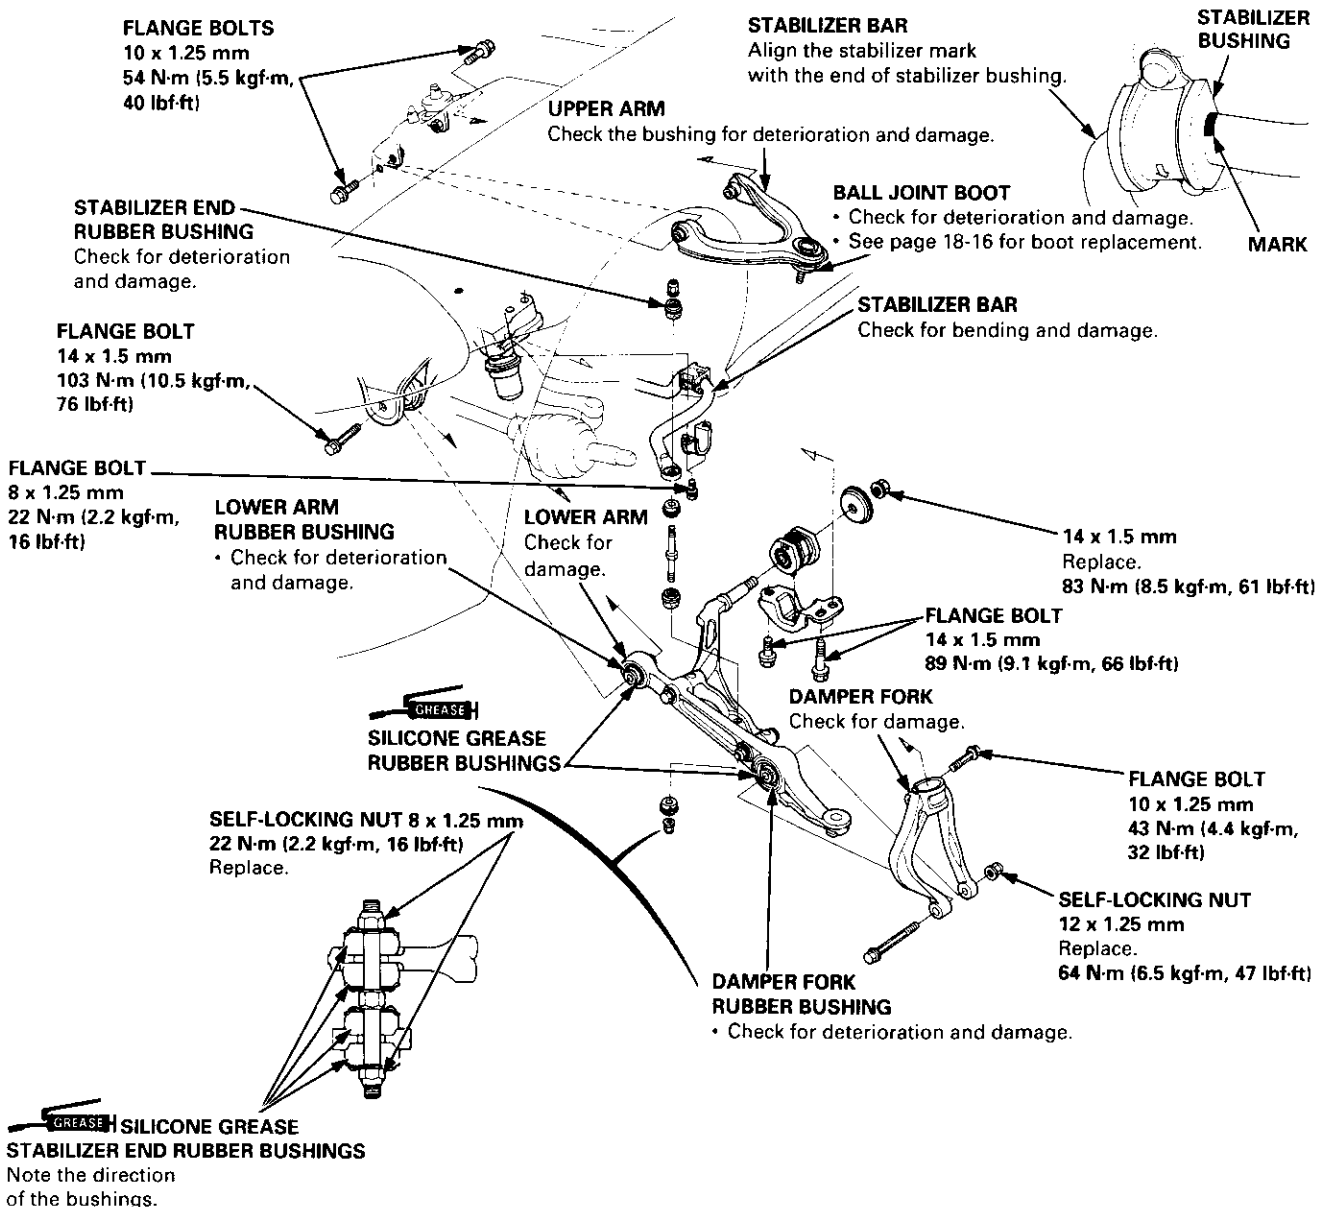 FLANGE BOLTS
10 x 1.25 mm
54 N·m (5.5 kgf·m,
40 lbf·ft)
STABILIZER BAR
Align the stabilizer mark
with the end of stabilizer bushing.
STABILIZER
BUSHING
MARK
UPPER ARM
Check the bushing for deterioration and damage.
BALL JOINT BOOT
• Check for deterioration and damage.
• See page 18-16 for boot replacement.
STABILIZER END
RUBBER BUSHING
Check for deterioration
and damage.
STABILIZER BAR
Check for bending and damage.
FLANGE BOLT
14 x 1.5 mm
103 N·m (10.5 kgf·m,
76 lbf·ft)
FLANGE BOLT
8 x 1.25 mm
22 N·m (2.2 kgf·m,
16 lbf·ft)
LOWER ARM
RUBBER BUSHING
• Check for deterioration
and damage.
LOWER ARM
Check for
damage.
14 x 1.5 mm
Replace.
83 N·m (8.5 kgf·m, 61 lbf·ft)
FLANGE BOLT
14 x 1.5 mm
89 N·m (9.1 kgf·m, 66 lbf·ft)
GREASE
SILICONE GREASE
RUBBER BUSHINGS
DAMPER FORK
Check for damage.
FLANGE BOLT
10 x 1.25 mm
43 N·m (4.4 kgf·m,
32 lbf·ft)
SELF-LOCKING NUT 8 x 1.25 mm
22 N·m (2.2 kgf·m, 16 lbf·ft)
Replace.
SELF-LOCKING NUT
12 x 1.25 mm
Replace.
64 N·m (6.5 kgf·m, 47 lbf·ft)
DAMPER FORK
RUBBER BUSHING
• Check for deterioration and damage.
GREASE SILICONE GREASE
STABILIZER END RUBBER BUSHINGS
Note the direction
of the bushings.